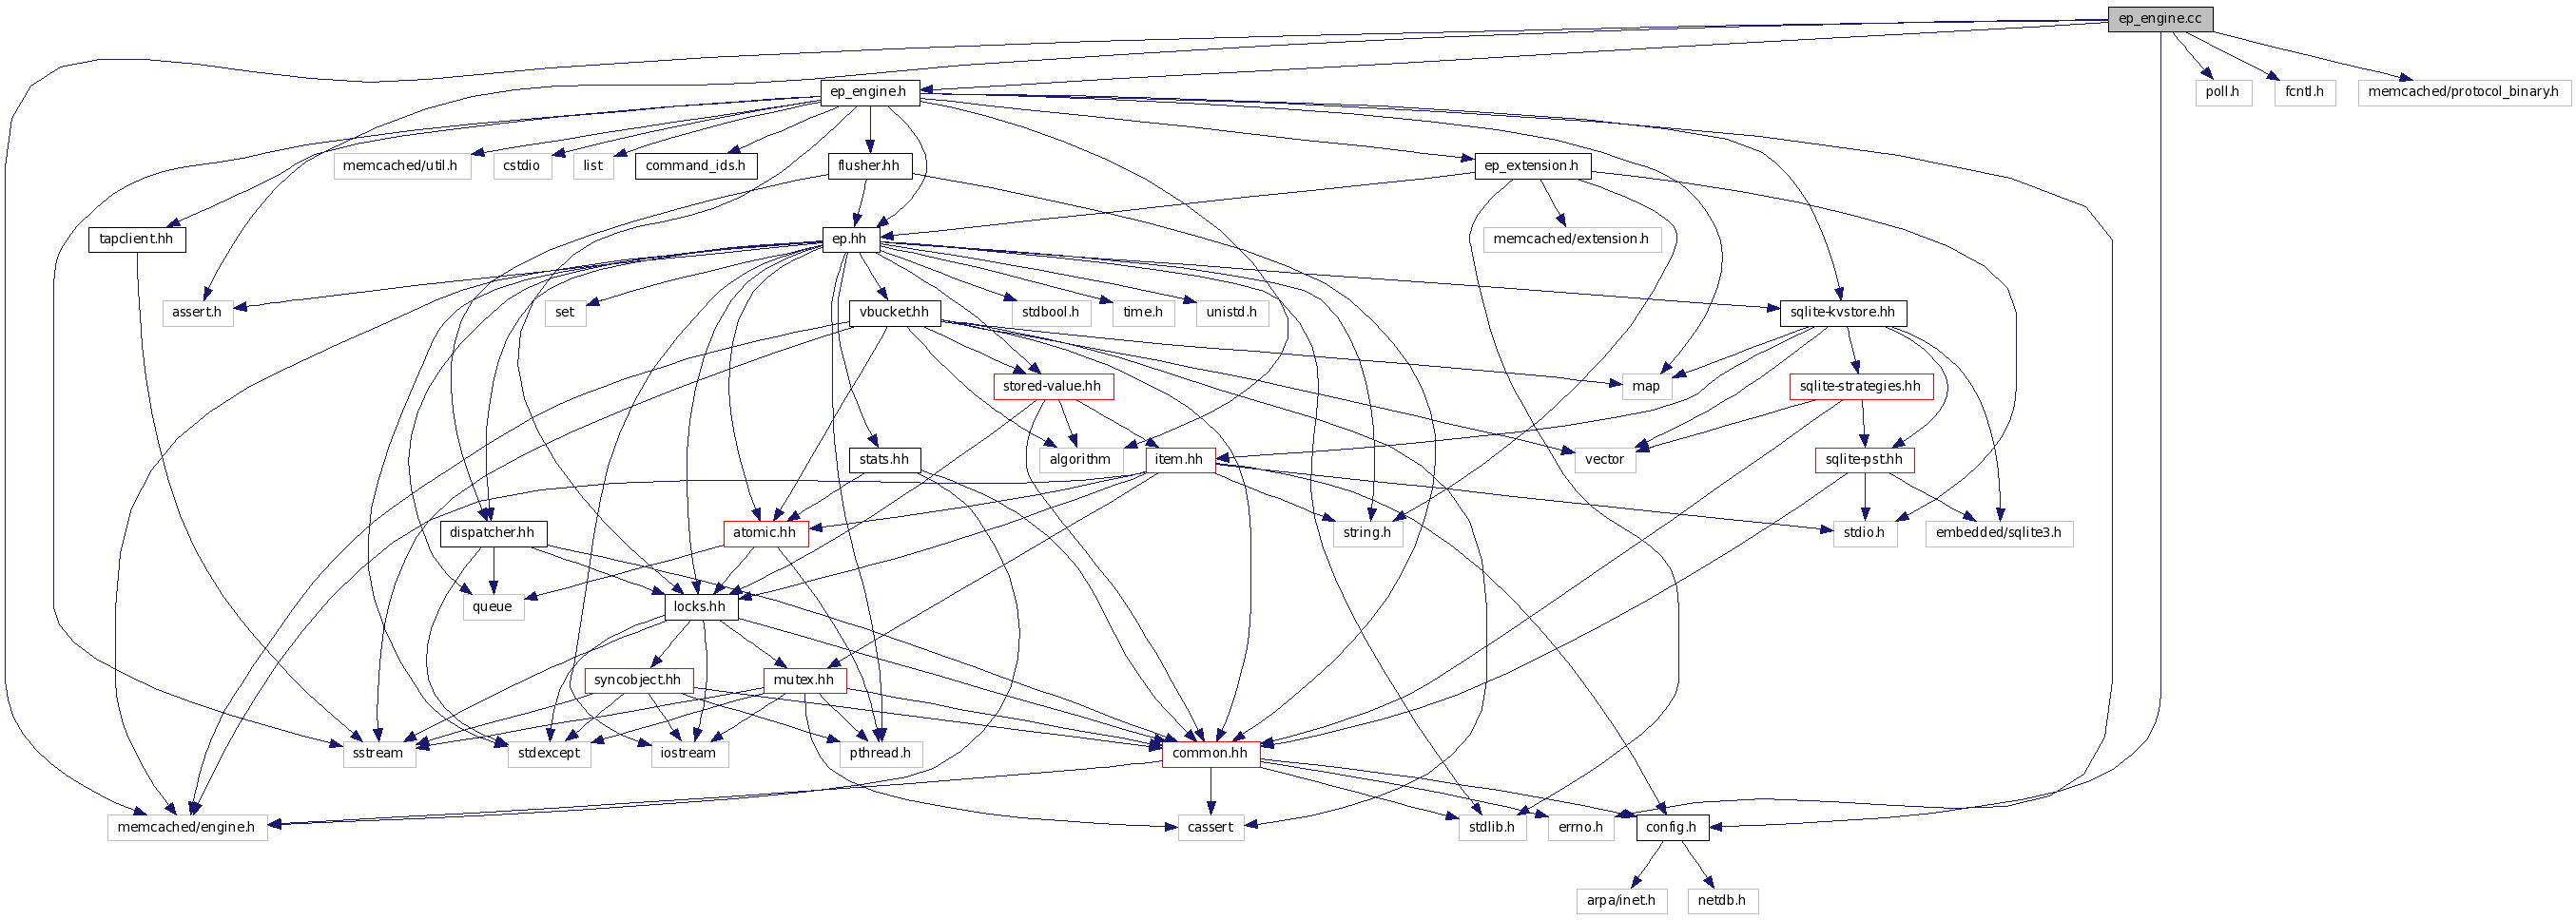 ep_engine.cc
ep_engine.h
poll.h
fcntl.h
memcached/protocol_binary.h
memcached/util.h
cstdio
list
command_ids.h
flusher.hh
ep_extension.h
tapclient.hh
ep.hh
memcached/extension.h
assert.h
set
vbucket.hh
stdbool.h
time.h
unistd.h
sqlite-kvstore.hh
stored-value.hh
map
sqlite-strategies.hh
stats.hh
algorithm
item.hh
vector
sqlite-pst.hh
dispatcher.hh
atomic.hh
string.h
stdio.h
embedded/sqlite3.h
queue
locks.hh
syncobject.hh
mutex.hh
sstream
stdexcept
iostream
pthread.h
common.hh
memcached/engine.h
cassert
stdlib.h
errno.h
config.h
arpa/inet.h
netdb.h